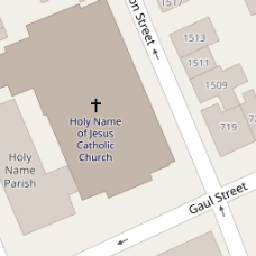 1517
on Street
1513
1511
1509
719
Holy Name
of Jesus
Catholic
Church
Holy
Name
Parish
Gaul Street